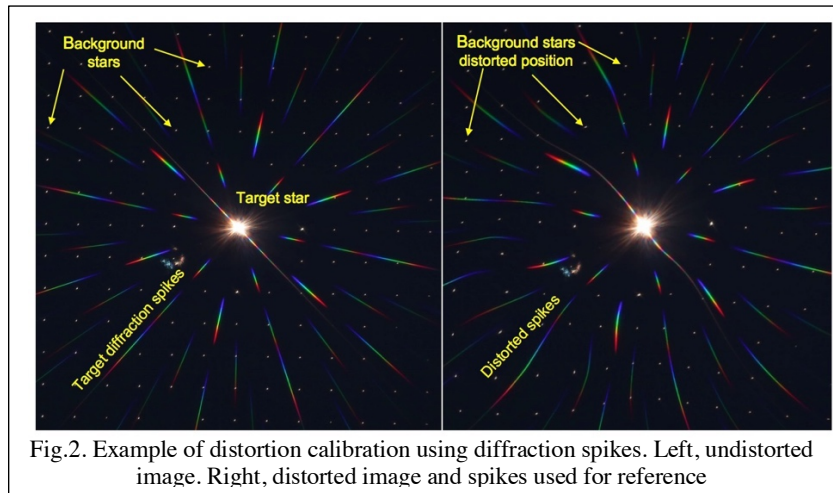 Background
stars
Target star
Target diffraction spikes
Background stars
distorted position
Distorted spikes
Fig.2. Example of distortion calibration using diffraction spikes. Left, undistorted
image. Right, distorted image and spikes used for reference